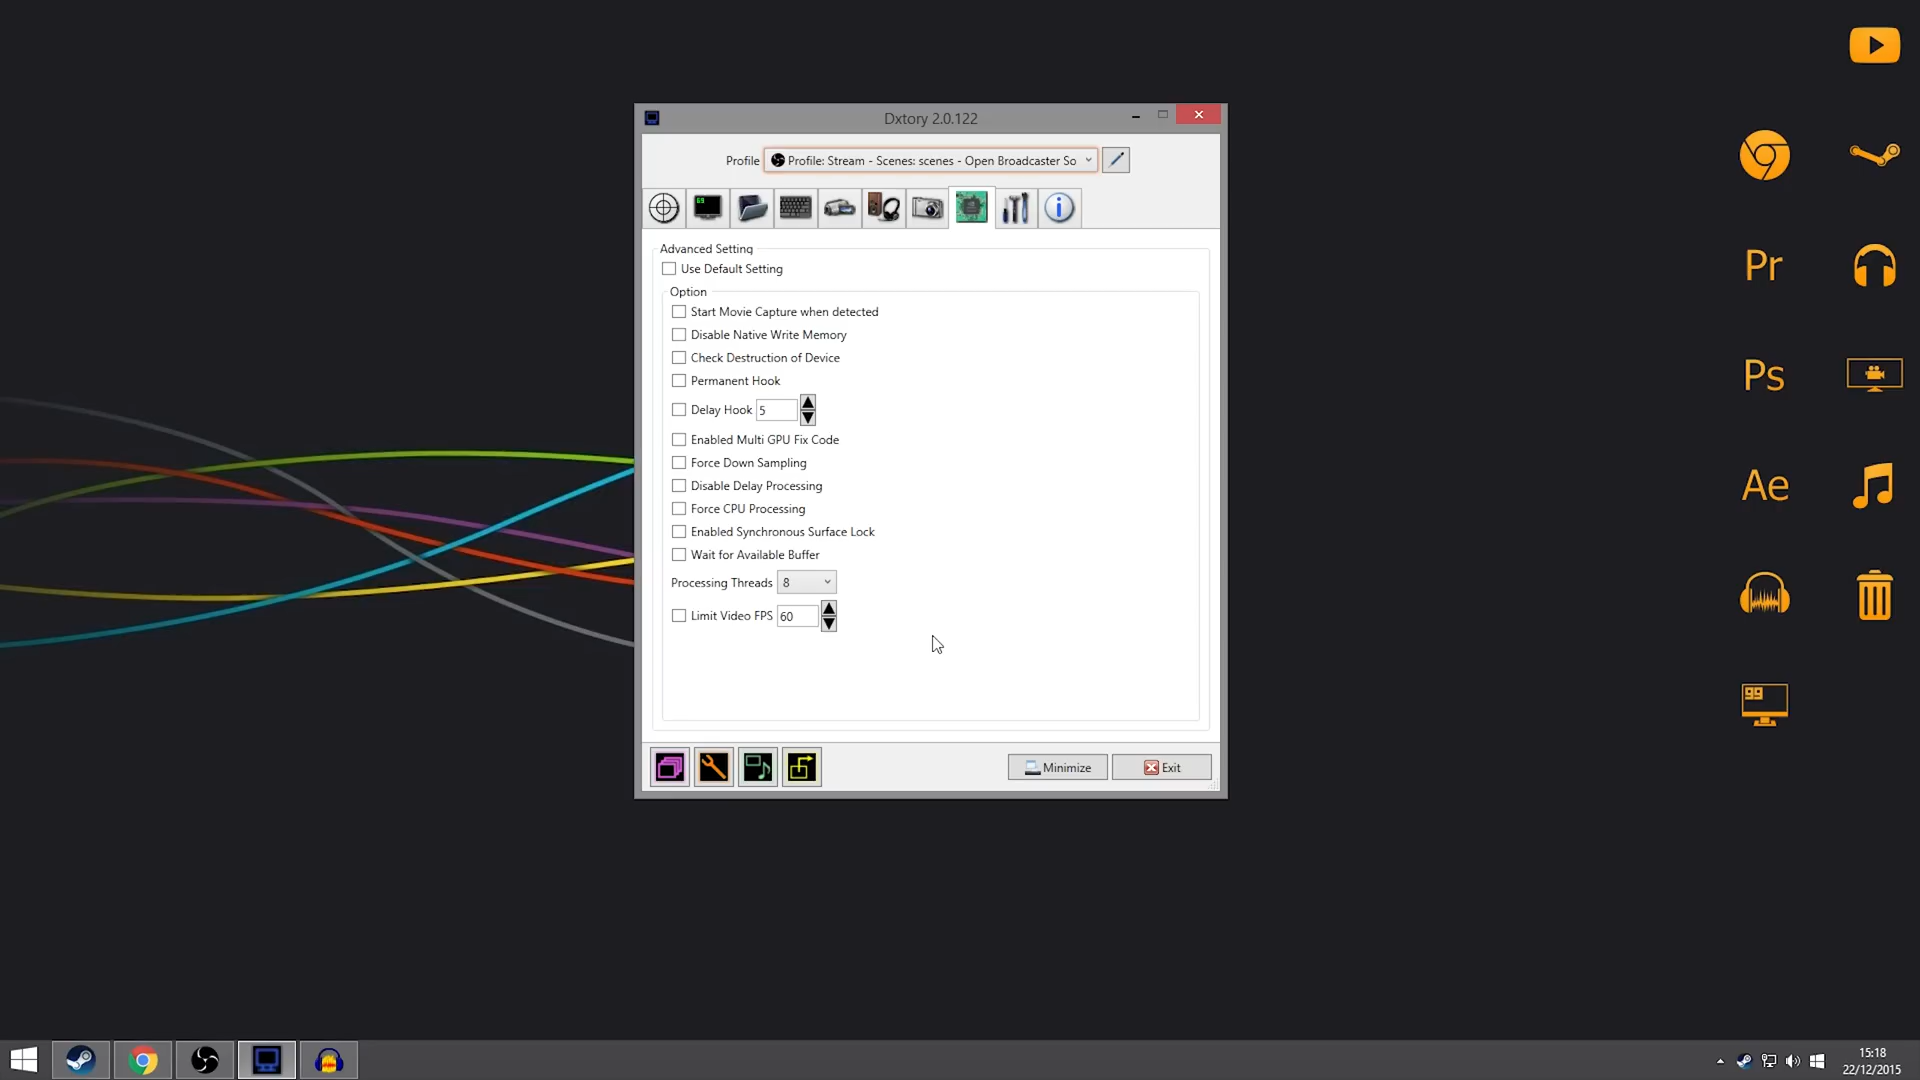 Dxtory 2.0.122
Profile Profile: Stream - Scenes: scenes - Open Broadcaster So
69
Advanced Setting
Use Default Setting
Option
Start Movie Capture when detected
Disable Native Write Memory
Check Destruction of Device
Permanent Hook
Delay Hook 5
Enabled Multi GPU Fix Code
Force Down Sampling
Disable Delay Processing
Force CPU Processing
Enabled Synchronous Surface Lock
Wait for Available Buffer
Processing Threads 8
Limit Video FPS 60
Minimize Exit
Pr
Ps
Ae
99
15:18
22/12/2015